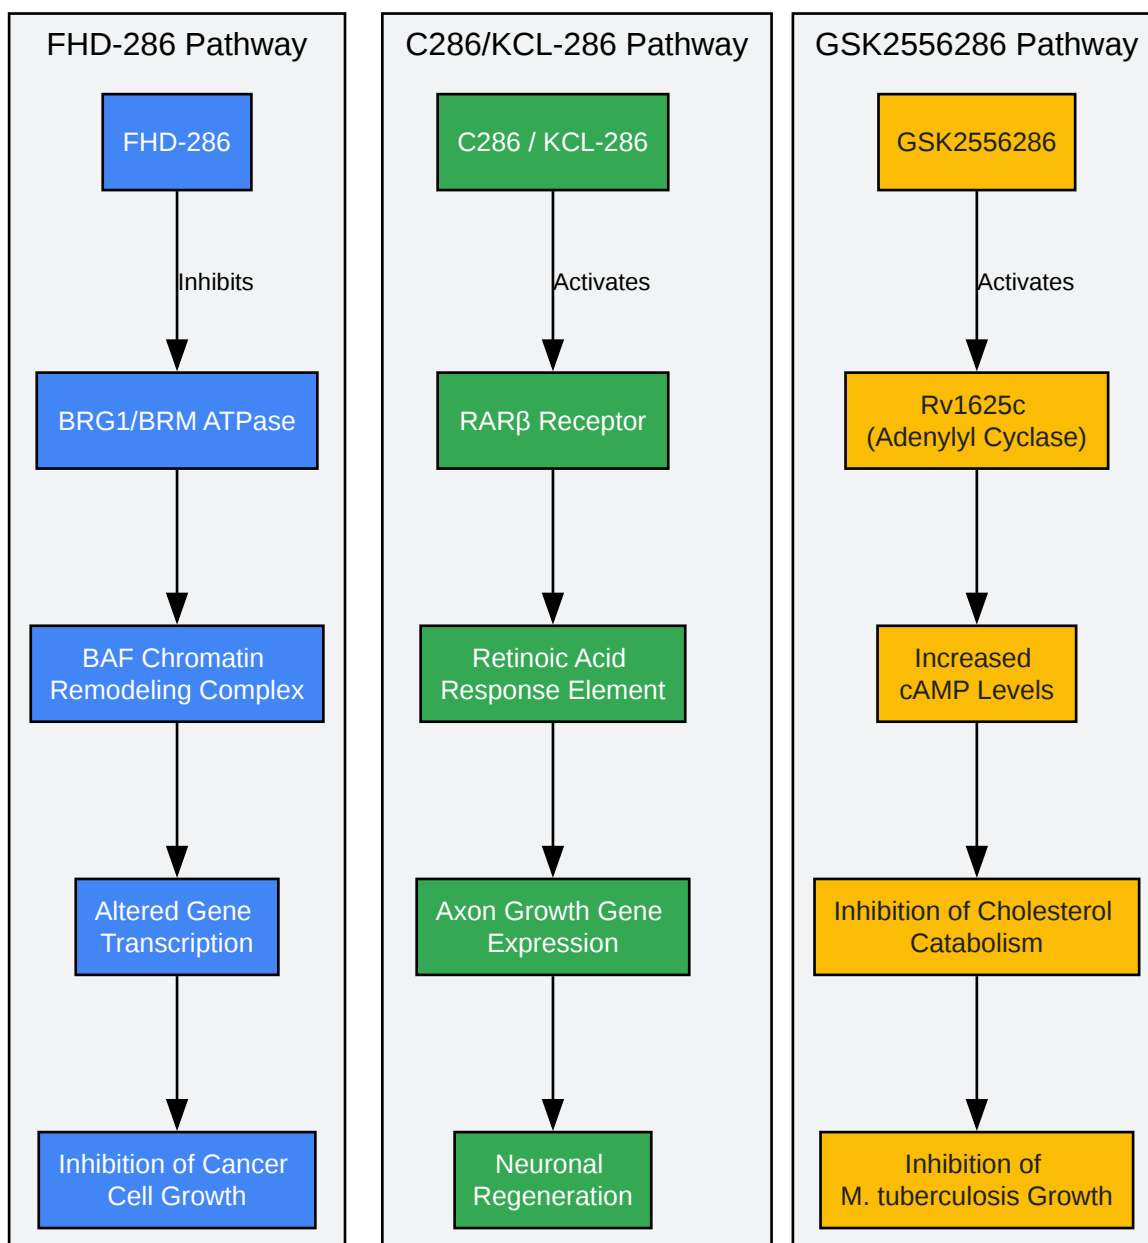 FHD-286 Pathway
FHD-286
Inhibits
BRG1/BRM ATPase
BAF Chromatin
Remodeling Complex
Altered Gene
Transcription
Inhibition of Cancer
Cell Growth
C286/KCL-286 Pathway
C286 / KCL-286
Activates
RARβ Receptor
Retinoic Acid
Response Element
Axon Growth Gene
Expression
Neuronal
Regeneration
GSK2556286 Pathway
GSK2556286
Activates
Rv1625c
(Adenylyl Cyclase)
Increased
cAMP Levels
Inhibition of Cholesterol
Catabolism
Inhibition of
M. tuberculosis Growth